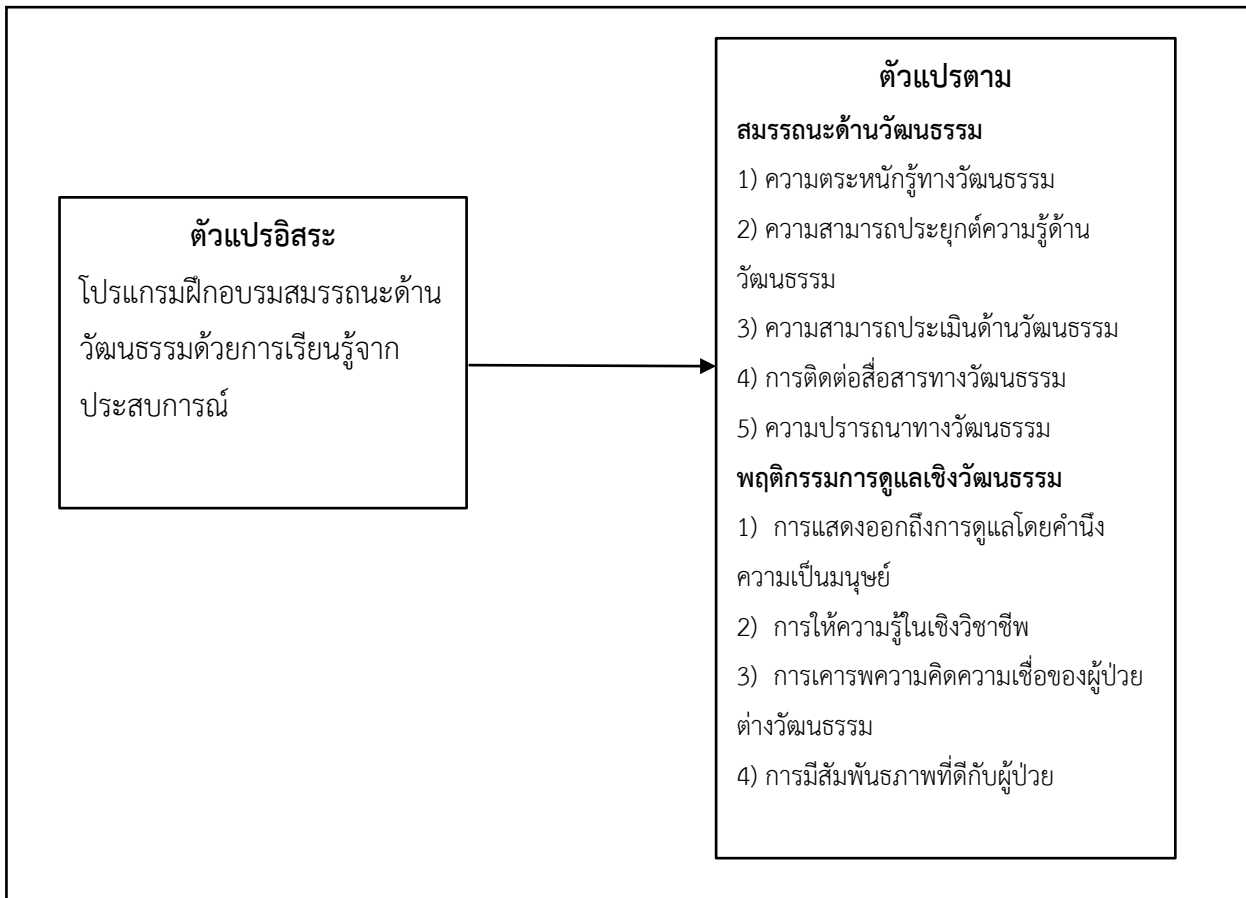 ตัวแปรอิสระ
โปรแกรมฝึกอบรมสมรรถนะด้าน
วัฒนธรรมด้วยการเรียนรู้จาก
ประสบการณ์
ตัวแปรตาม
สมรรถนะด้านวัฒนธรรม
1) ความตระหนักรู้ทางวัฒนธรรม
2) ความสามารถประยุกต์ความรู้ด้าน
วัฒนธรรม
3) ความสามารถประเมินด้านวัฒนธรรม
4) การติดต่อสื่อสารทางวัฒนธรรม
5) ความปรารถนาทางวัฒนธรรม
พฤติกรรมการดูแลเชิงวัฒนธรรม
1) การแสดงออกถึงการดูแลโดยคำนึง
ความเป็นมนุษย์
2) การให้ความรู้ในเชิงวิชาชีพ
3) การเคารพความคิดความเชื่อของผู้ป่วย
ต่างวัฒนธรรม
4) การมีสัมพันธภาพที่ดีกับผู้ป่วย